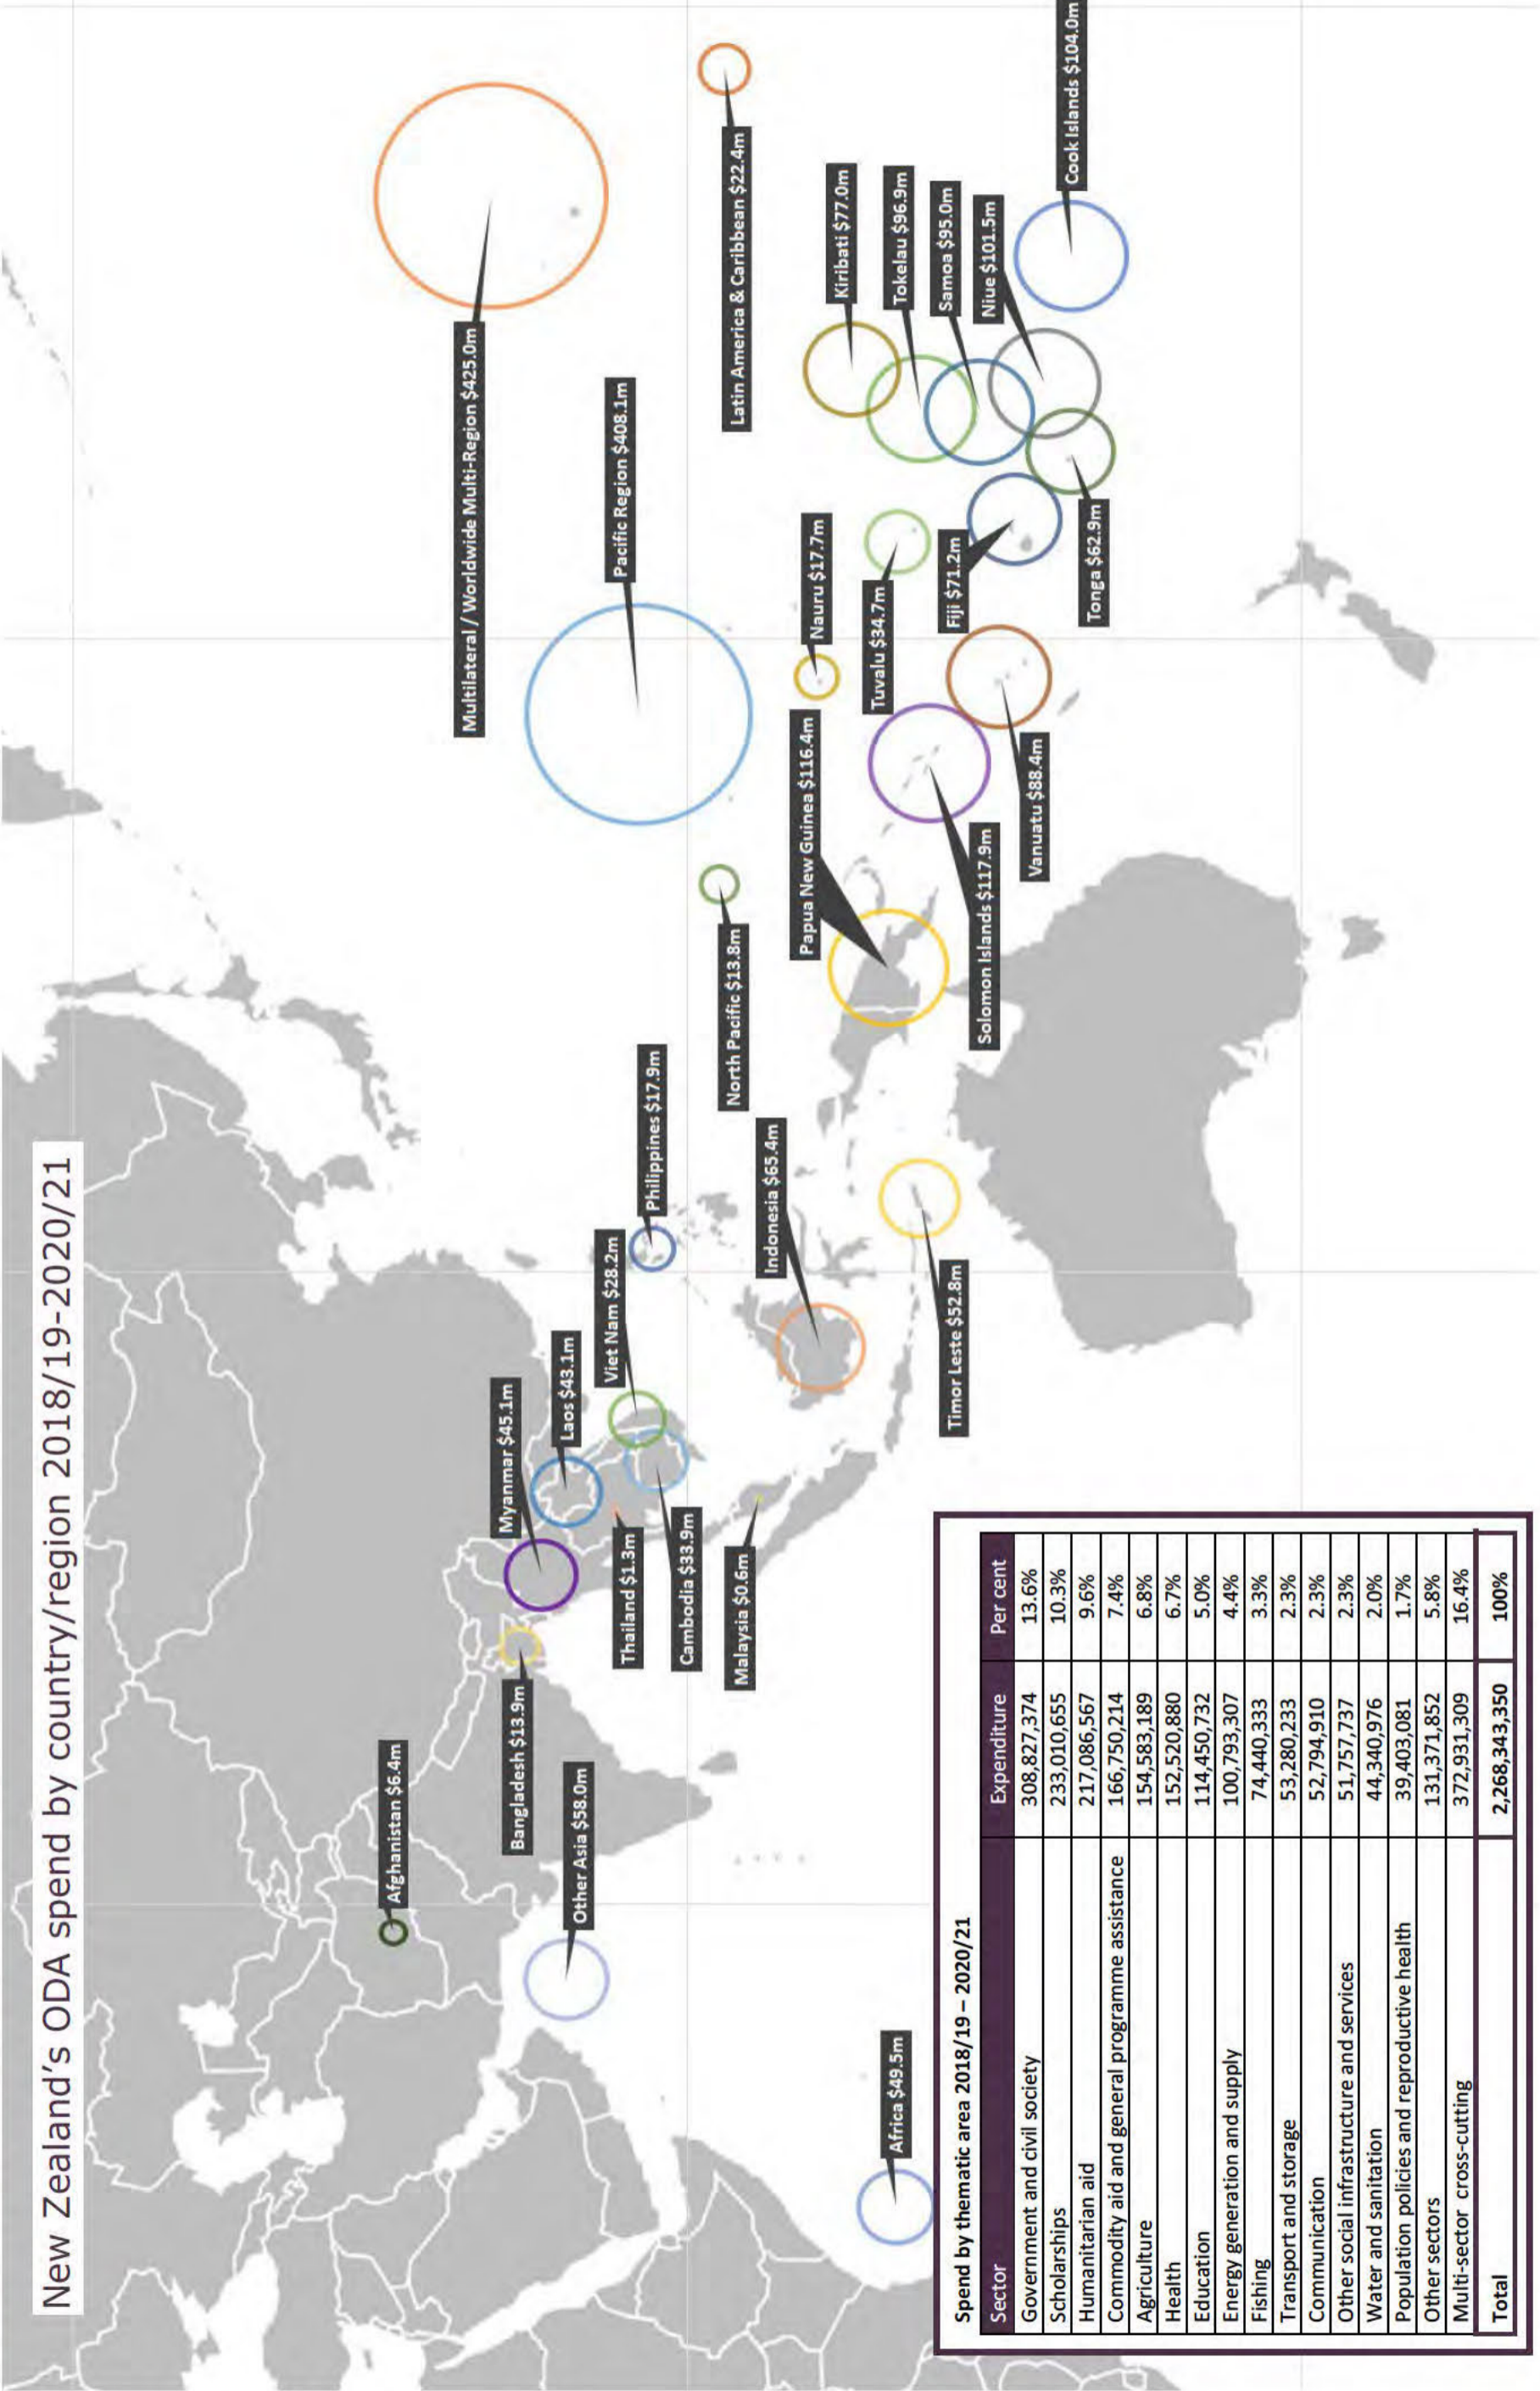 New Zealand's ODA spend by country/region 2018/19-2020/21
Multilateral / Worldwide Multi-Region $425.0m
Pacific Region $408.1m
Latin America & Caribbean $22.4m
Afghanistan $6.4m
Bangladesh $13.9m
Other Asia $58.0m
Myanmar $45.1m
Laos $43.1m
Viet Nam $28.2m
Philippines $17.9m
Thailand $1.3m
Cambodia $33.9m
Malaysia $0.6m
North Pacific $13.8m
Indonesia $65.4m
Papua New Guinea $116.4m
Nauru $17.7m
Kiribati $77.0m
Tuvalu $34.7m
Tokelau $96.9m
Africa $49.5m
Timor Leste $52.8m
Solomon Islands $117.9m
Fiji $71.2m
Samoa $95.0m
Niue $101.5m
Vanuatu $88.4m
Tonga $62.9m
Cook Islands $104.0m
Spend by thematic area 2018/19 – 2020/21
Sector Expenditure Per cent
Government and civil society 308,827,374 13.6%
Scholarships 233,010,655 10.3%
Humanitarian aid 217,086,567 9.6%
Commodity aid and general programme assistance 166,750,214 7.4%
Agriculture 154,583,189 6.8%
Health 152,520,880 6.7%
Education 114,450,732 5.0%
Energy generation and supply 100,793,307 4.4%
Fishing 74,440,333 3.3%
Transport and storage 53,280,233 2.3%
Communication 52,794,910 2.3%
Other social infrastructure and services 51,757,737 2.3%
Water and sanitation 44,340,976 2.0%
Population policies and reproductive health 39,403,081 1.7%
Other sectors 131,371,852 5.8%
Multi-sector cross-cutting 372,931,309 16.4%
Total 2,268,343,350 100%